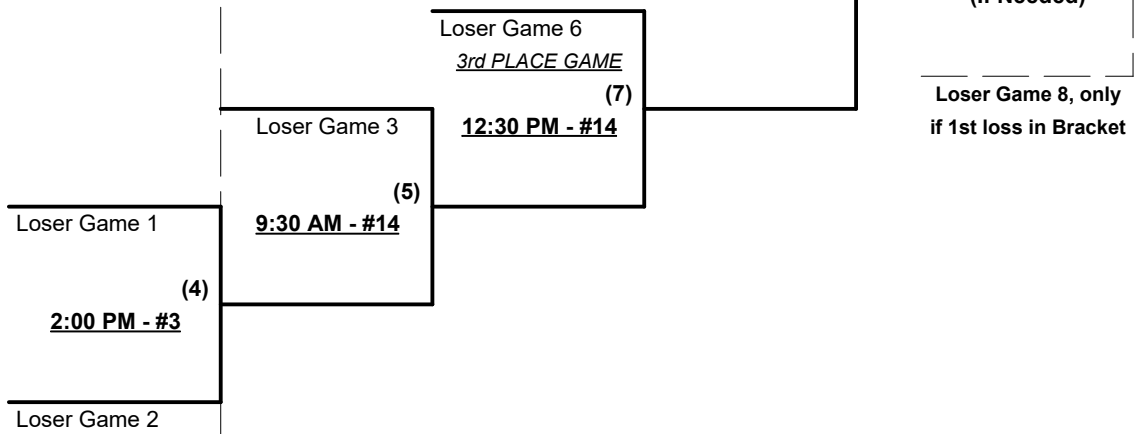 (If Needed)
Loser Game 6
3rd PLACE GAME
(7)
Loser Game 8, only
Loser Game 3
12:30 PM - #14
if 1st loss in Bracket
(5)
Loser Game 1
9:30 AM - #14
(4)
2:00 PM - #3
Loser Game 2